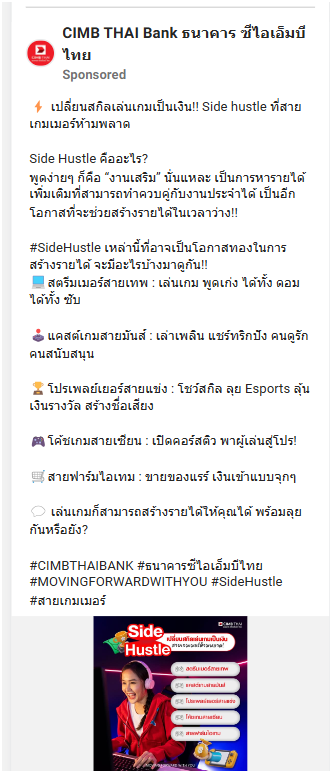 CIMB THAI Bank ธนาคาร ซีไอเอ็มบี
ไทย
Sponsored
⚡ เปลี่ยนสกิลเล่นเกมเป็นเงิน!! Side hustle ที่สาย
เกมเมอร์ห้ามพลาด
Side Hustle คืออะไร?
พูดง่ายๆ ก็คือ “งานเสริม” นั่นแหละ เป็นการหารายได้
เพิ่มเติมที่สามารถทำควบคู่กับงานประจำได้ เป็นอีก
โอกาสที่จะช่วยสร้างรายได้ในเวลาว่าง!!
#SideHustle เหล่านี้ที่อาจเป็นโอกาสทองในการ
สร้างรายได้ จะมีอะไรบ้างมาดูกัน!!
💻 สตรีมเมอร์สายเทพ : เล่นเกม พูดเก่ง ได้ทั้ง ดอม
ได้ทั้ง ซับ
🕹️ แคสต์เกมสายมันส์ : เล่าเพลิน แชร์ทริกปัง คนดูรัก
คนสนับสนุน
🏆 โปรเพลย์เยอร์สายแข่ง : โชว์สกิล ลุย Esports ลุ้น
เงินรางวัล สร้างชื่อเสียง
🎮 โค้ชเกมสายเซียน : เปิดคอร์สติว พาผู้เล่นสู่โปร!
🛒 สายฟาร์มไอเทม : ขายของแรร์ เงินเข้าแบบจุกๆ
💬 เล่นเกมก็สามารถสร้างรายได้ให้คุณได้ พร้อมลุย
กันหรือยัง?
#CIMBTHAIBANK #ธนาคารซีไอเอ็มบีไทย
#MOVINGFORWARDWITHYOU #SideHustle
#สายเกมเมอร์
CIMB THAI
Side
Hustle
เปลี่ยนสกิลเล่นเกมเป็นเงิน
สตรีมเมอร์สายเทพ
แคสต์เกมสายมันส์
โปรเพลย์เยอร์สายแข่ง
โค้ชเกมสายเซียน
สายฟาร์มไอเทม